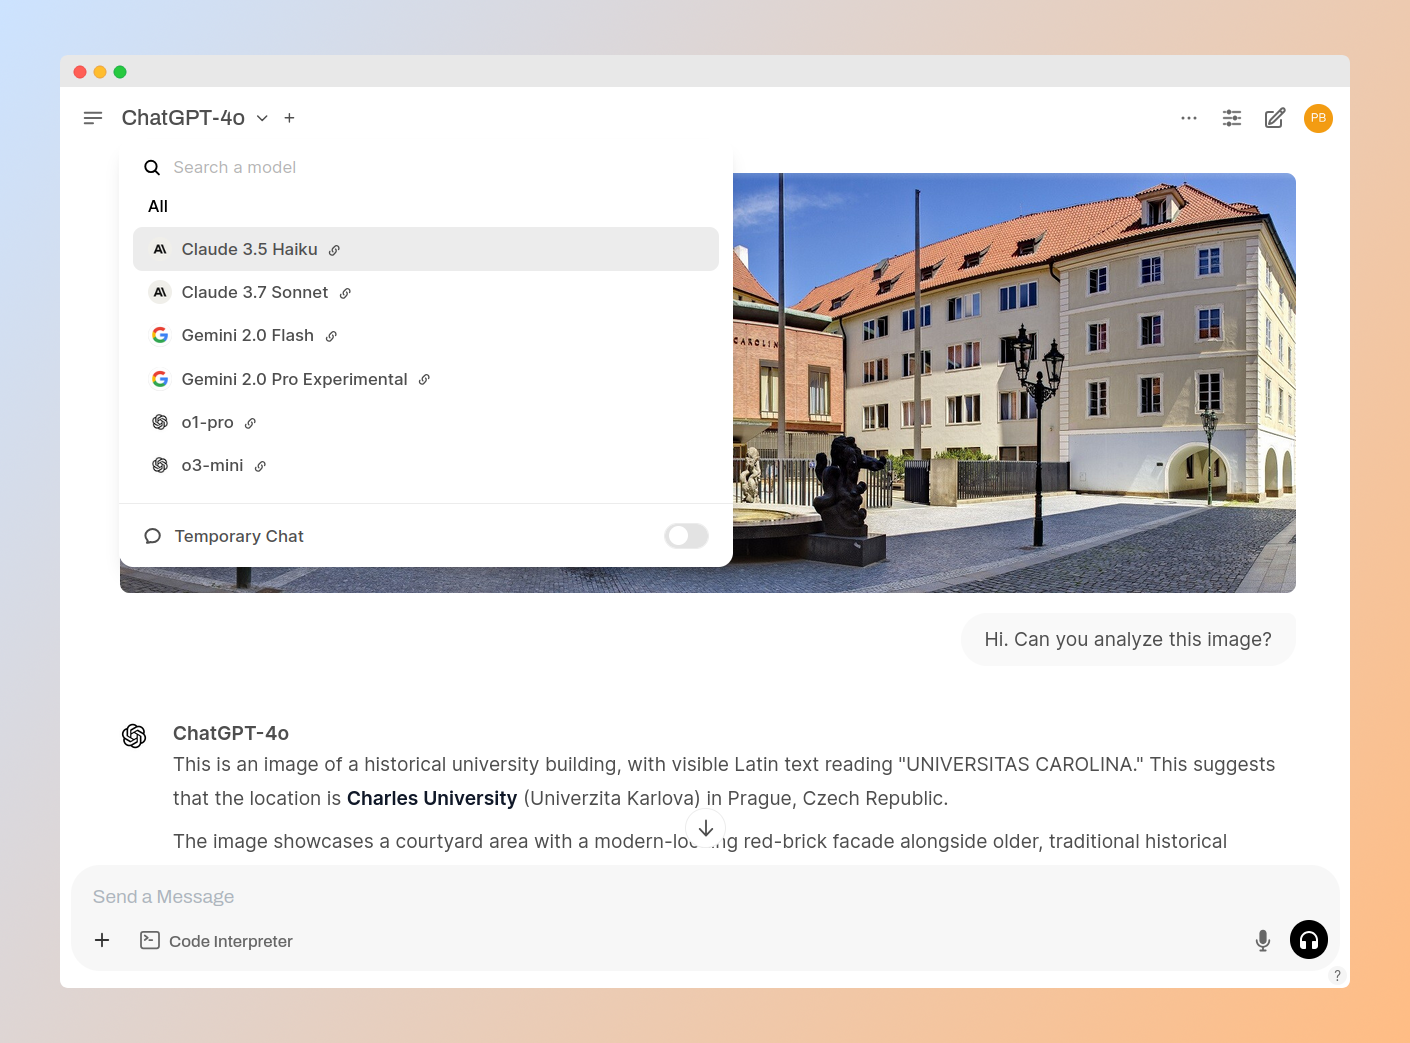 ChatGPT-4o
PB
Search a model
All
Claude 3.5 Haiku
Claude 3.7 Sonnet
Gemini 2.0 Flash
Gemini 2.0 Pro Experimental
o1-pro
o3-mini
Temporary Chat
CAROLIN
Hi. Can you analyze this image?
ChatGPT-4o
This is an image of a historical university building, with visible Latin text reading "UNIVERSITAS CAROLINA." This suggests
that the location is Charles University (Univerzita Karlova) in Prague, Czech Republic.
The image showcases a courtyard area with a modern-looking red-brick facade alongside older, traditional historical
Send a Message
Code Interpreter
?